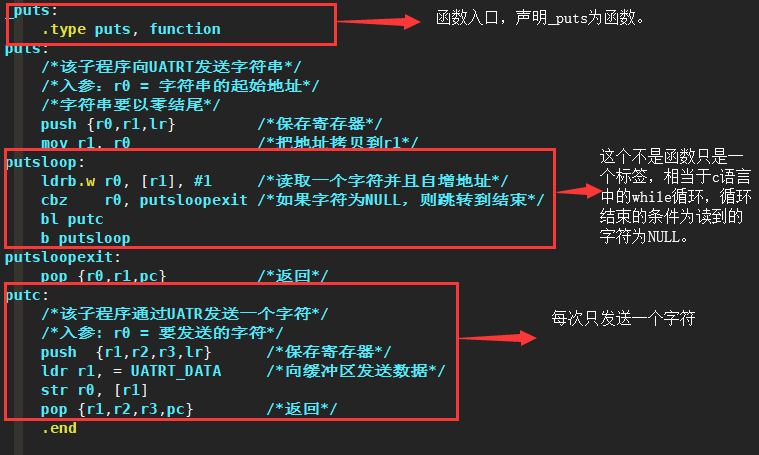 _puts:
.type puts, function
puts:
/*该子程序向UATRT发送字符串*/
/*入参：r0 = 字符串的起始地址*/
/*字符串要以零结尾*/
push {r0,r1,lr} /*保存寄存器*/
mov r1, r0 /*把地址拷贝到r1*/
putsloop:
ldrb.w r0, [r1], #1 /*读取一个字符并且自增地址*/
cbz r0, putsloopexit /*如果字符为NULL，则跳转到结束*/
bl putc
b putsloop
putsloopexit:
pop {r0,r1,pc} /*返回*/
putc:
/*该子程序通过UATR发送一个字符*/
/*入参：r0 = 要发送的字符*/
push {r1,r2,r3,lr} /*保存寄存器*/
ldr r1, = UATRT_DATA /*向缓冲区发送数据*/
str r0, [r1]
pop {r1,r2,r3,pc} /*返回*/
.end
函数入口，声明_puts为函数。
这个不是函数只是一
个标签，相当于c语言
中的while循环，循环
结束的条件为读到的
字符为NULL。
每次只发送一个字符